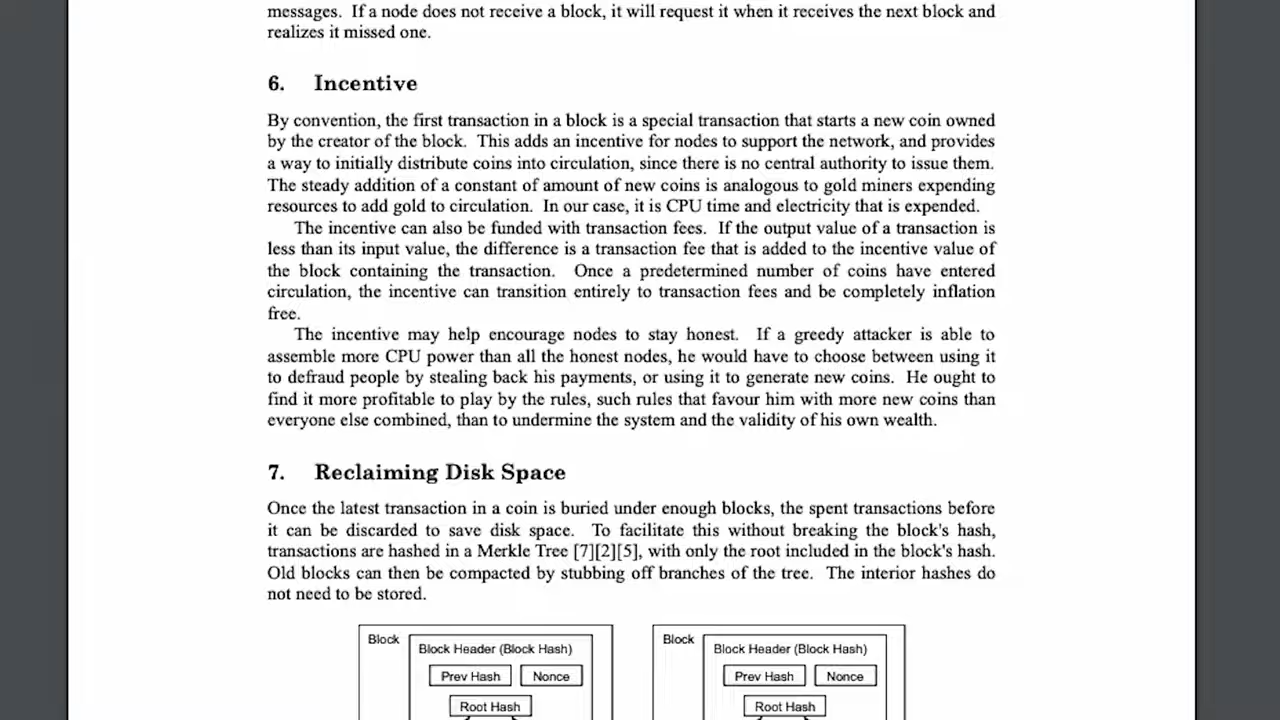 messages. If a node does not receive a block, it will request it when it receives the next block and
realizes it missed one.
6. Incentive
By convention, the first transaction in a block is a special transaction that starts a new coin owned
by the creator of the block. This adds an incentive for nodes to support the network, and provides
a way to initially distribute coins into circulation, since there is no central authority to issue them.
The steady addition of a constant of amount of new coins is analogous to gold miners expending
resources to add gold to circulation. In our case, it is CPU time and electricity that is expended.
The incentive can also be funded with transaction fees. If the output value of a transaction is
less than its input value, the difference is a transaction fee that is added to the incentive value of
the block containing the transaction. Once a predetermined number of coins have entered
circulation, the incentive can transition entirely to transaction fees and be completely inflation
free.
The incentive may help encourage nodes to stay honest. If a greedy attacker is able to
assemble more CPU power than all the honest nodes, he would have to choose between using it
to defraud people by stealing back his payments, or using it to generate new coins. He ought to
find it more profitable to play by the rules, such rules that favour him with more new coins than
everyone else combined, than to undermine the system and the validity of his own wealth.
7. Reclaiming Disk Space
Once the latest transaction in a coin is buried under enough blocks, the spent transactions before
it can be discarded to save disk space. To facilitate this without breaking the block's hash,
transactions are hashed in a Merkle Tree [7][2][5], with only the root included in the block's hash.
Old blocks can then be compacted by stubbing off branches of the tree. The interior hashes do
not need to be stored.
Block
Block Header (Block Hash)
Prev Hash
Nonce
Root Hash
Block
Block Header (Block Hash)
Prev Hash
Nonce
Root Hash